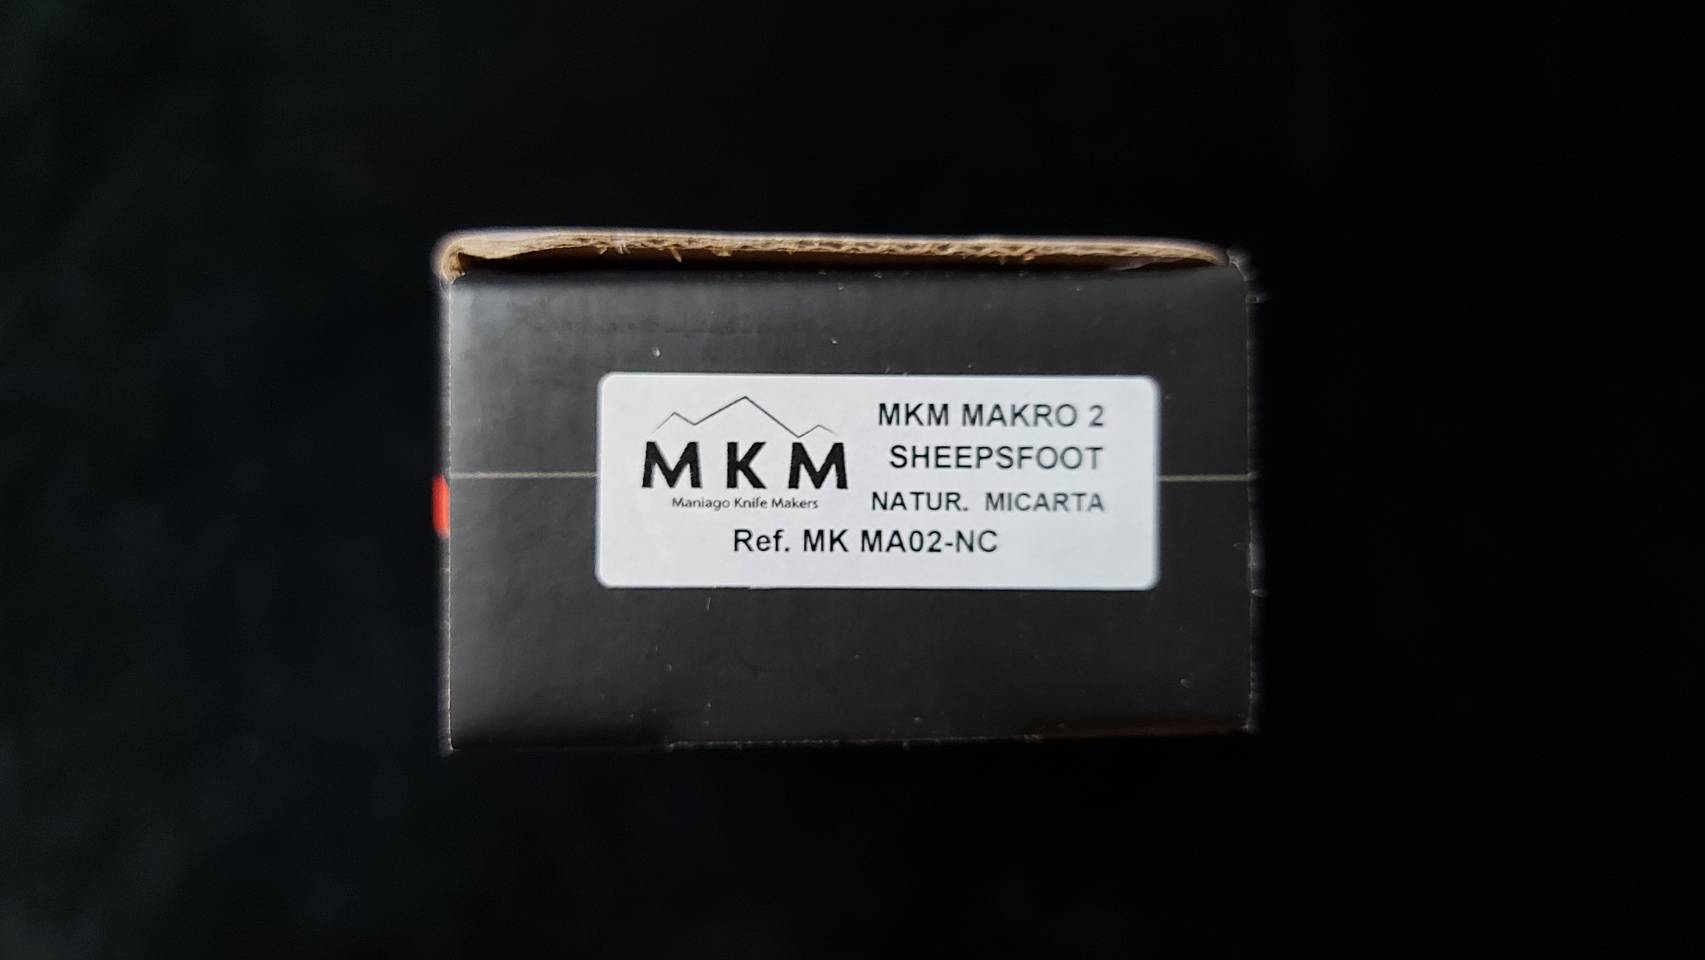 MKM
Maniago Knife Makers
MKM MAKRO 2
SHEEPSFOOT
NATUR. MICARTA
Ref. MK MA02-NC